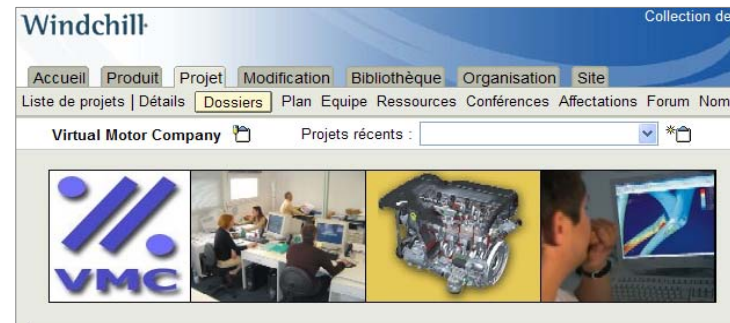 Windchill
Collection de
Accueil Produit Projet Modification Bibliothèque Organisation Site
Liste de projets | Détails Dossiers Plan Equipe Ressources Conférences Affectations Forum Nom
Virtual Motor Company Projets récents :
VMC